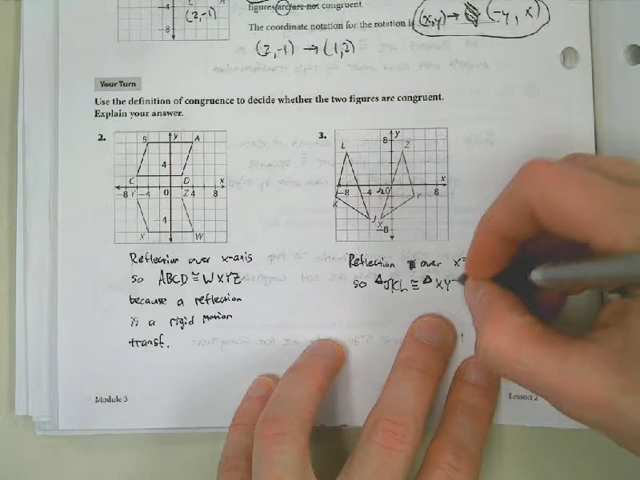 (2,-1)
figures are are not congruent.
The coordinate notation for the rotation is (x,y) → (-y, x)
(2,-1) → (1,2)
Your Turn
Use the definition of congruence to decide whether the two figures are congruent.
Explain your answer.
2.
3.
Reflection over x-axis
so ABCD ≅ WXYZ
because a reflection
is a rigid motion
transf.
Reflection over x=
so △JKL ≅ △XY
Module 3
Lesson 2